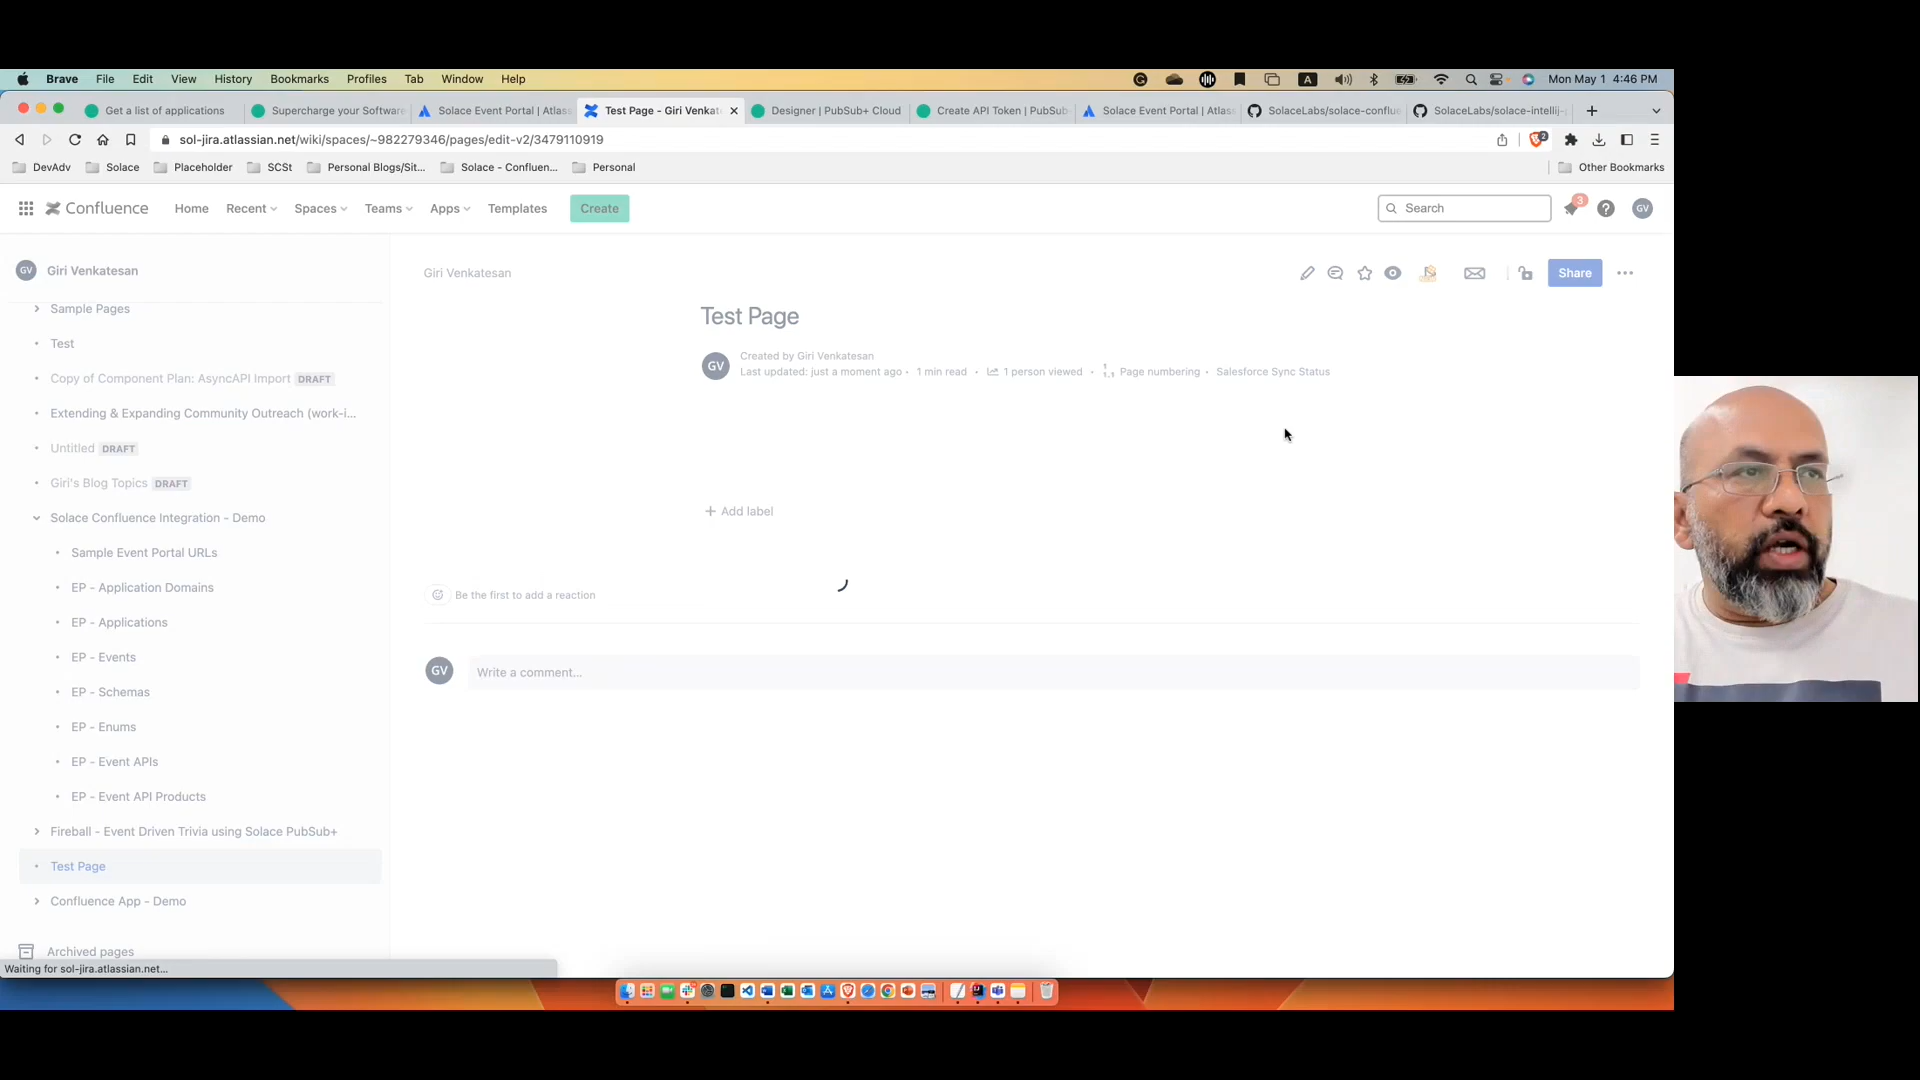 Brave File Edit View History Bookmarks Profiles Tab Window Help
A Mon May 1 4:46 PM
Get a list of applications
Supercharge your Software
Solace Event Portal | Atlass
Test Page - Giri Venkat
Designer | PubSub+ Cloud
Create API Token | PubSub
Solace Event Portal | Atlass
SolaceLabs/solace-conflue
SolaceLabs/solace-intellij-
sol-jira.atlassian.net/wiki/spaces/~982279346/pages/edit-v2/3479110919
2
DevAdv Solace Placeholder SCSt Personal Blogs/Sit... Solace - Confluen... Personal Other Bookmarks
Confluence Home Recent Spaces Teams Apps Templates Create Search 3 GV
GV Giri Venkatesan
Sample Pages
Test
Copy of Component Plan: AsyncAPI Import DRAFT
Extending & Expanding Community Outreach (work-i...
Untitled DRAFT
Giri's Blog Topics DRAFT
Solace Confluence Integration - Demo
Sample Event Portal URLs
EP - Application Domains
EP - Applications
EP - Events
EP - Schemas
EP - Enums
EP - Event APIs
EP - Event API Products
Fireball - Event Driven Trivia using Solace PubSub+
Test Page
Confluence App - Demo
Archived pages
Waiting for sol-jira.atlassian.net...
Giri Venkatesan
Share
Test Page
GV
Created by Giri Venkatesan
Last updated: just a moment ago • 1 min read • 1 person viewed • Page numbering • Salesforce Sync Status
+ Add label
Be the first to add a reaction
GV Write a comment...